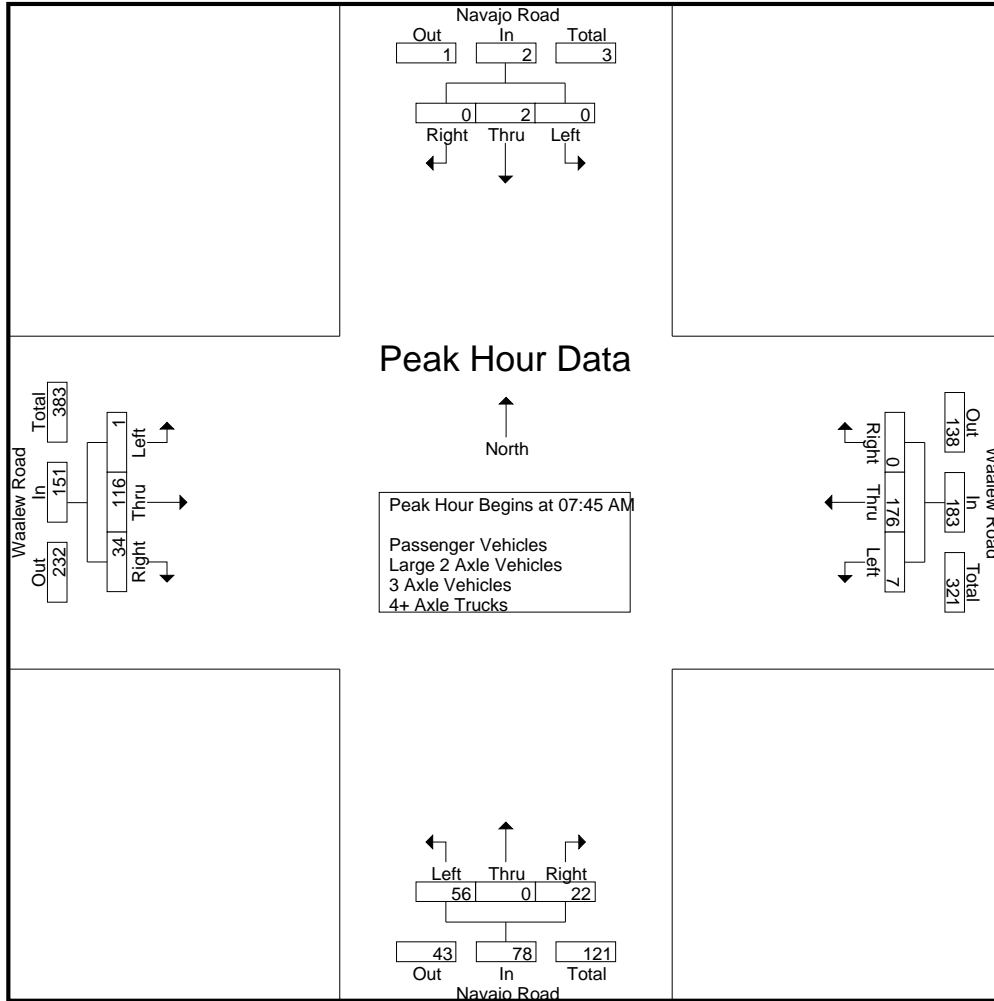 Navajo Road
Out In Total
1 2 3
0 2 0
Right Thru Left
Peak Hour Data
North
Peak Hour Begins at 07:45 AM
Passenger Vehicles
Large 2 Axle Vehicles
3 Axle Vehicles
4+ Axle Trucks
Waalew Road
Out In Total
232 151 383
34 116 1
Right Thru Left
Waalew Road
Out In Total
138 183 321
0 176 7
Right Thru Left
Left Thru Right
56 0 22
43 78 121
Out In Total
Navajo Road